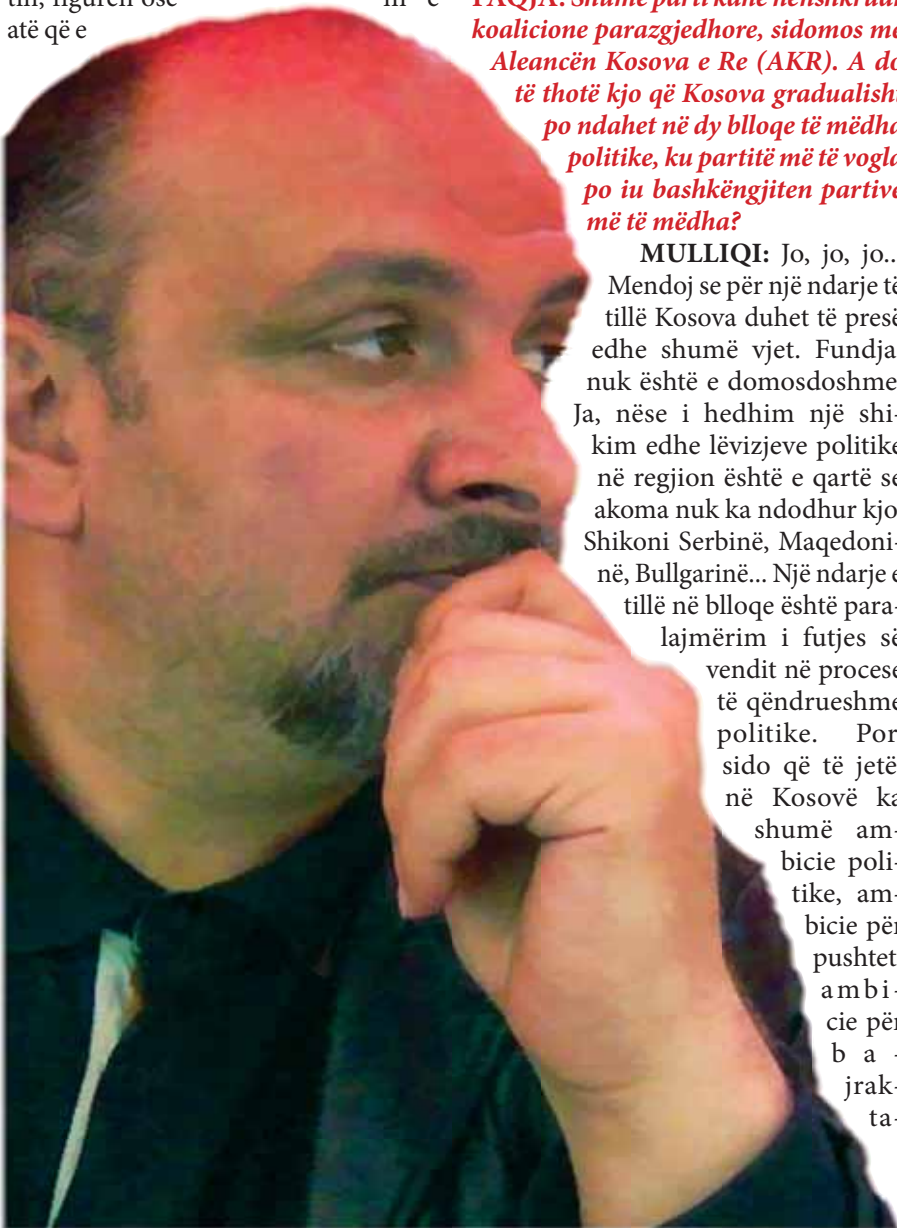 atë që e
koalicione parazgjedhore, sidomos me
Aleancën Kosova e Re (AKR). A do
të thotë kjo që Kosova gradualisht
po ndahet në dy blloqe të mëdha
politike, ku partitë më të vogla
po iu bashkëngjiten partive
më të mëdha?
MULLIQI: Jo, jo, jo...
Mendoj se për një ndarje të
tillë Kosova duhet të presë
edhe shumë vjet. Fundja
nuk është e domosdoshme
Ja, nëse i hedhim një shi-
kim edhe lëvizjeve politike
në regjion është e qartë se
akoma nuk ka ndodhur kjo
Shikoni Serbinë, Maqedoni-
në, Bullgarinë... Një ndarje e
tillë në blloqe është para-
lajmërim i futjes së
vendit në procese
të qëndrueshme
politike. Por
sido që të jetë
në Kosovë ka
shumë am-
bicie poli-
tike, am-
bicie për
pushtet
ambi-
cie për
ba-
jrak-
ta-